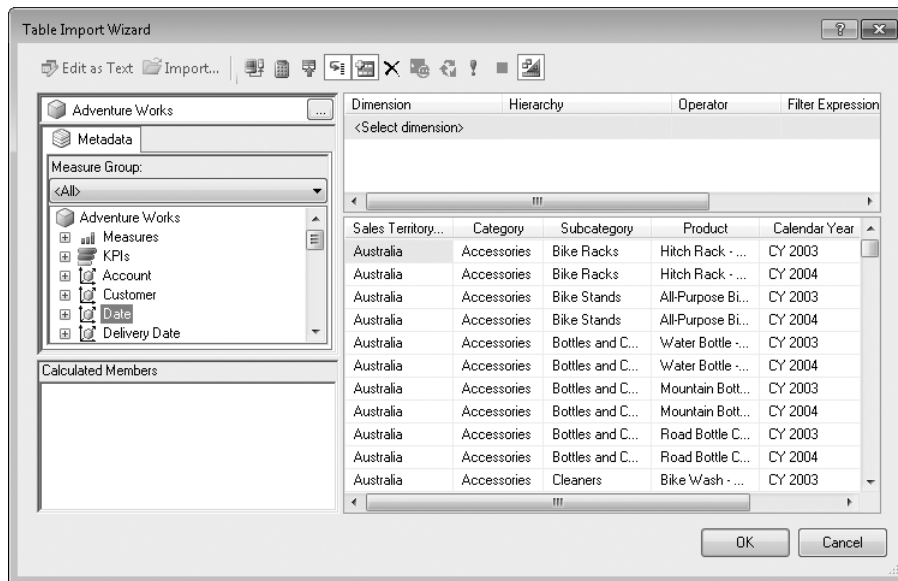 Table Import Wizard
Edit as Text Import...
Adventure Works ...
Metadata
Measure Group:
<All>
Adventure Works
Measures
KPIs
Account
Customer
Date
Delivery Date
Calculated Members
Dimension Hierarchy Operator Filter Expression
<Select dimension>
Sales Territory... Category Subcategory Product Calendar Year
Australia Accessories Bike Racks Hitch Rack - ... CY 2003
Australia Accessories Bike Racks Hitch Rack - ... CY 2004
Australia Accessories Bike Stands All-Purpose Bi... CY 2003
Australia Accessories Bike Stands All-Purpose Bi... CY 2004
Australia Accessories Bottles and C... Water Bottle -... CY 2003
Australia Accessories Bottles and C... Water Bottle -... CY 2004
Australia Accessories Bottles and C... Mountain Bott... CY 2003
Australia Accessories Bottles and C... Mountain Bott... CY 2004
Australia Accessories Bottles and C... Road Bottle C... CY 2003
Australia Accessories Bottles and C... Road Bottle C... CY 2004
Australia Accessories Cleaners Bike Wash - ... CY 2003
OK Cancel